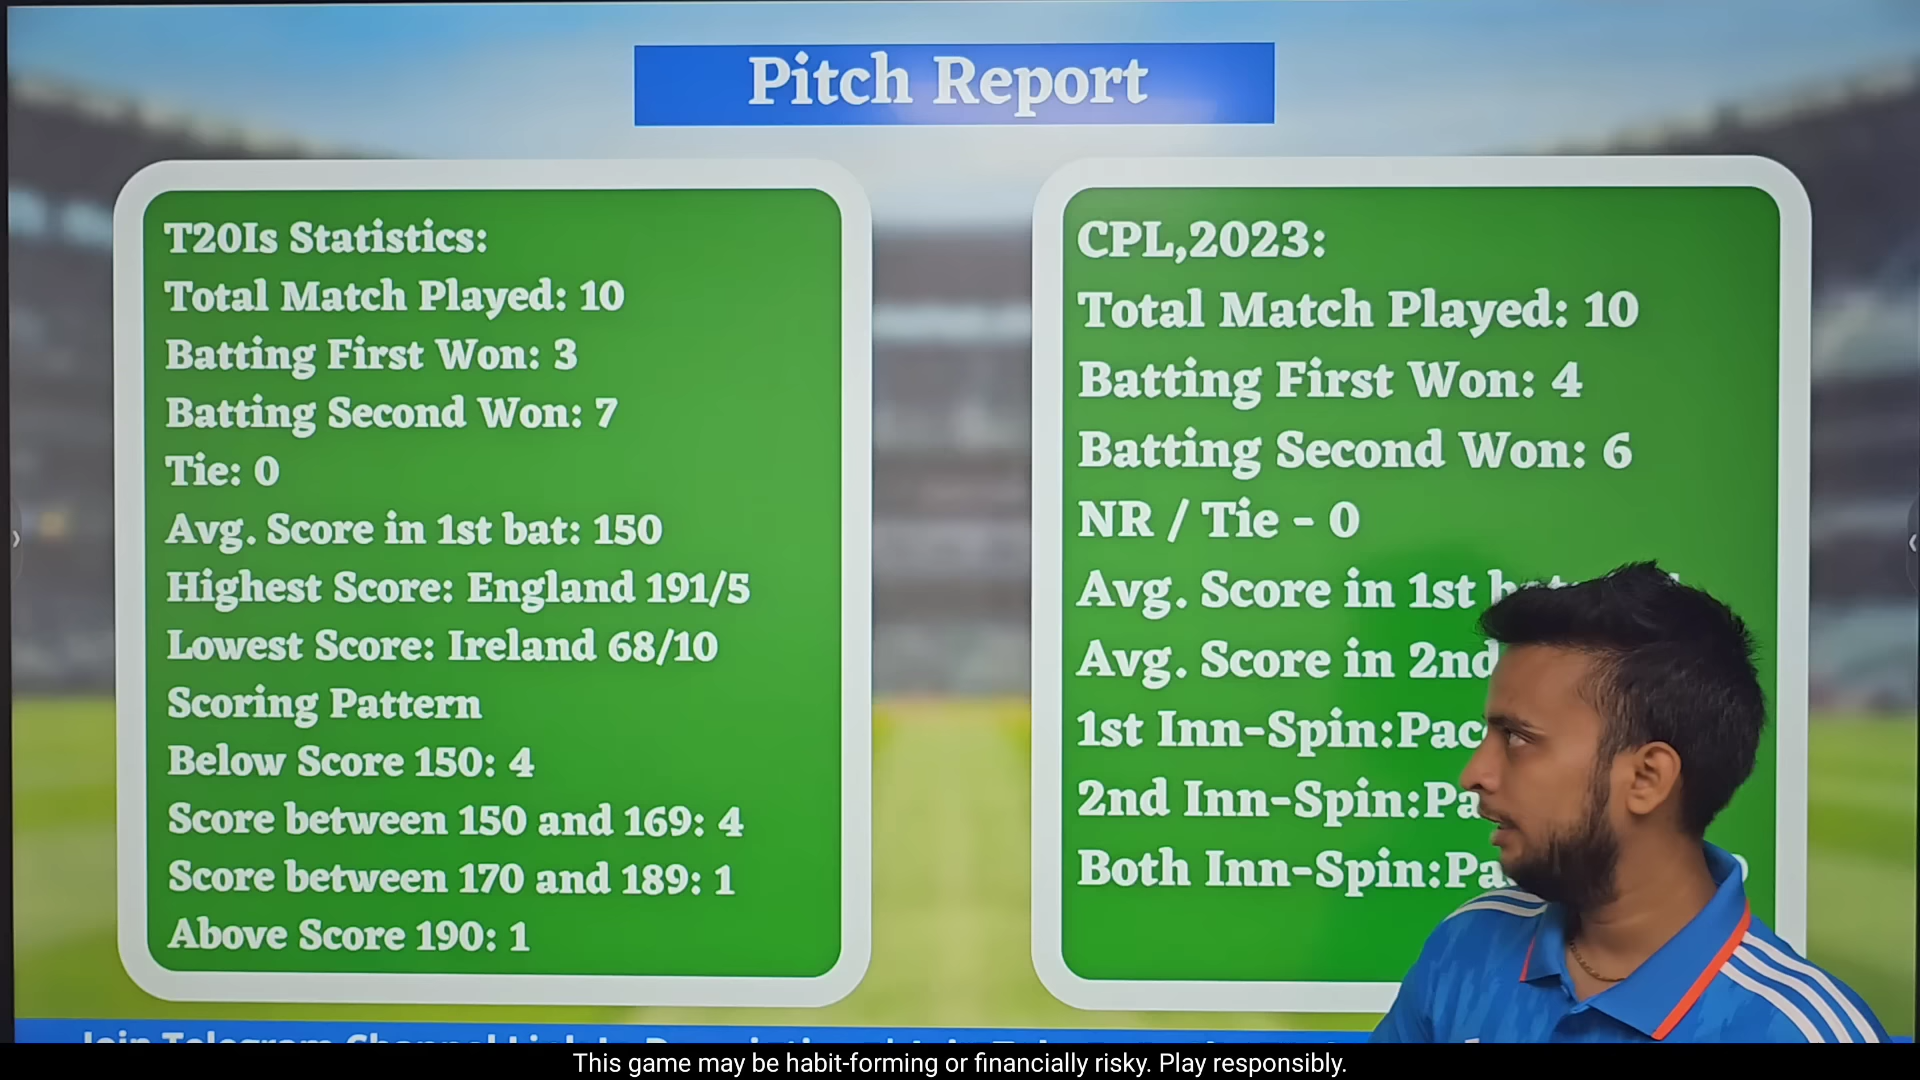 Pitch Report
T20Is Statistics:
Total Match Played: 10
Batting First Won: 3
Batting Second Won: 7
Tie: 0
Avg. Score in 1st bat: 150
Highest Score: England 191/5
Lowest Score: Ireland 68/10
Scoring Pattern
Below Score 150: 4
Score between 150 and 169: 4
Score between 170 and 189: 1
Above Score 190: 1
CPL,2023:
Total Match Played: 10
Batting First Won: 4
Batting Second Won: 6
NR / Tie - 0
Avg. Score in 1st
Avg. Score in 2nd
1st Inn-Spin:
2nd Inn-Spin:
Both Inn-Spin:
Join Telegram Channel Link In
This game may be habit-forming or financially risky. Play responsibly.